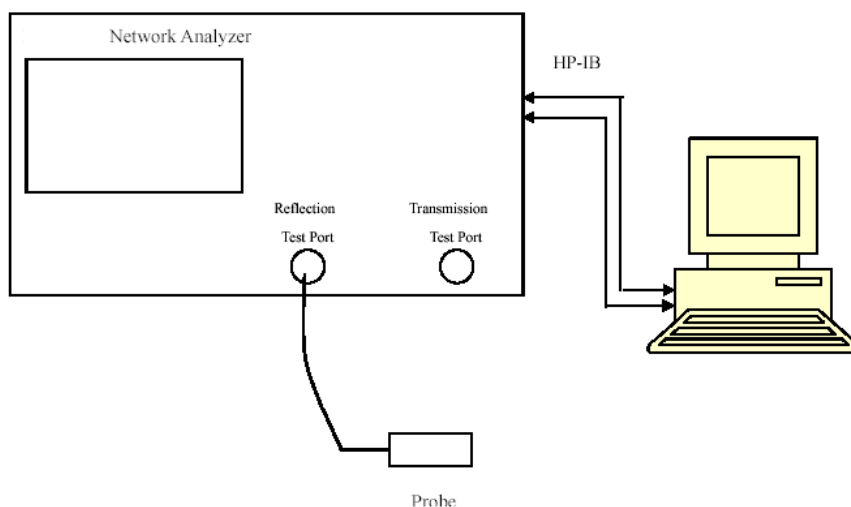 Network Analyzer
HP-IB
Reflection
Test Port
Transmission
Test Port
Probe